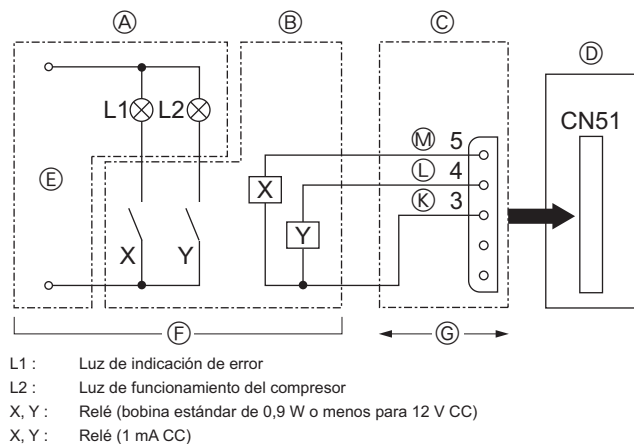 Ⓐ Ⓑ Ⓒ Ⓓ
CN51
L1 L2
Ⓜ 5
Ⓛ 4
Ⓚ 3
Ⓔ
X
Y
X Y
Ⓕ Ⓖ
L1 : Luz de indicación de error
L2 : Luz de funcionamiento del compresor
X, Y : Relé (bobina estándar de 0,9 W o menos para 12 V CC)
X, Y : Relé (1 mA CC)